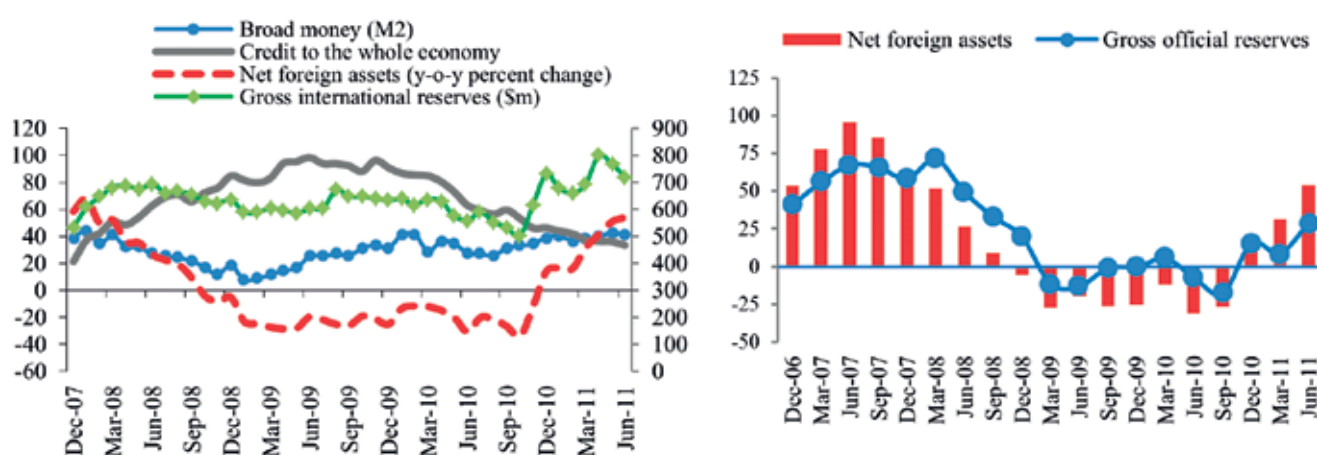 Broad money (M2)
Credit to the whole economy
Net foreign assets (y-o-y percent change)
Gross international reserves ($m)
120
100
80
60
40
20
0
-20
-40
-60
900
800
700
600
500
400
300
200
100
0
Dec-07
Mar-08
Jun-08
Sep-08
Dec-08
Mar-09
Jun-09
Sep-09
Dec-09
Mar-10
Jun-10
Sep-10
Dec-10
Mar-11
Jun-11
Net foreign assets Gross official reserves
125
100
75
50
25
0
-25
-50
Dec-06
Mar-07
Jun-07
Sep-07
Dec-07
Mar-08
Jun-08
Sep-08
Dec-08
Mar-09
Jun-09
Sep-09
Dec-09
Mar-10
Jun-10
Sep-10
Dec-10
Mar-11
Jun-11